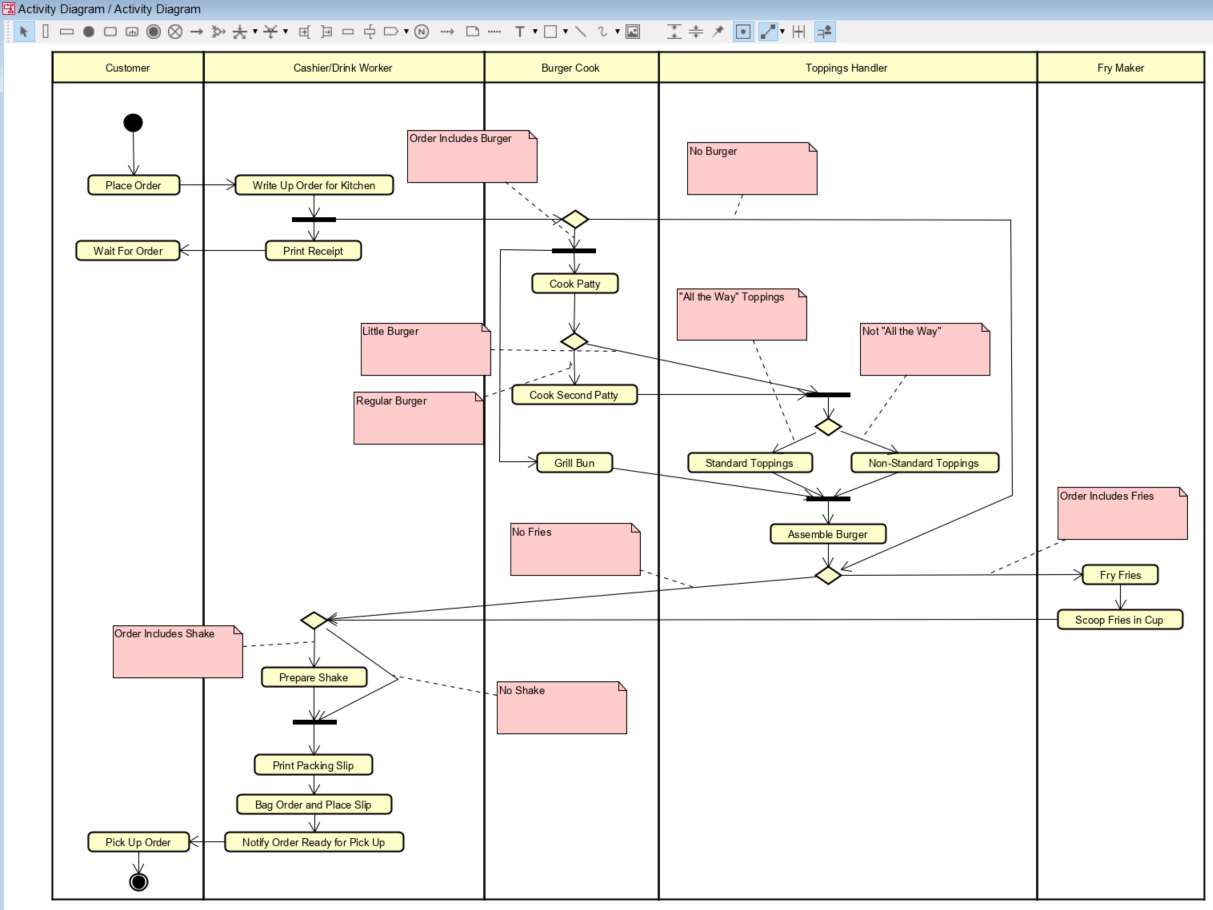 Activity Diagram / Activity Diagram
Customer
Cashier/Drink Worker
Burger Cook
Toppings Handler
Fry Maker
Order Includes Burger
No Burger
Place Order
Write Up Order for Kitchen
Wait For Order
Print Receipt
Cook Patty
"All the Way" Toppings
Little Burger
Not "All the Way"
Cook Second Patty
Regular Burger
Grill Bun
Standard Toppings
Non-Standard Toppings
Order Includes Fries
No Fries
Assemble Burger
Fry Fries
Scoop Fries in Cup
Order Includes Shake
Prepare Shake
No Shake
Print Packing Slip
Bag Order and Place Slip
Pick Up Order
Notify Order Ready for Pick Up